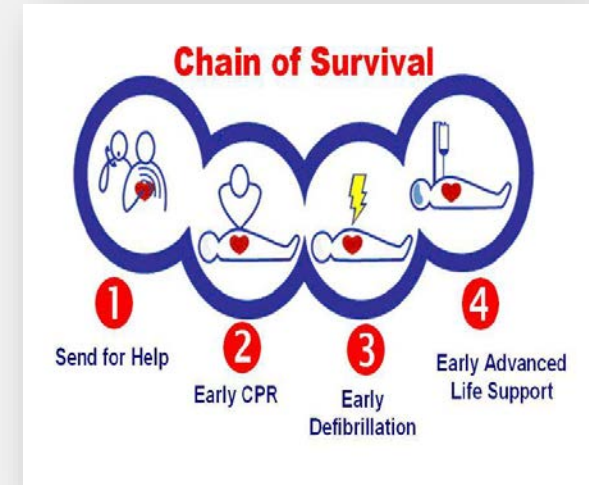 Chain of Survival
1
Send for Help
2
Early CPR
3
Early
Defibrillation
4
Early Advanced
Life Support